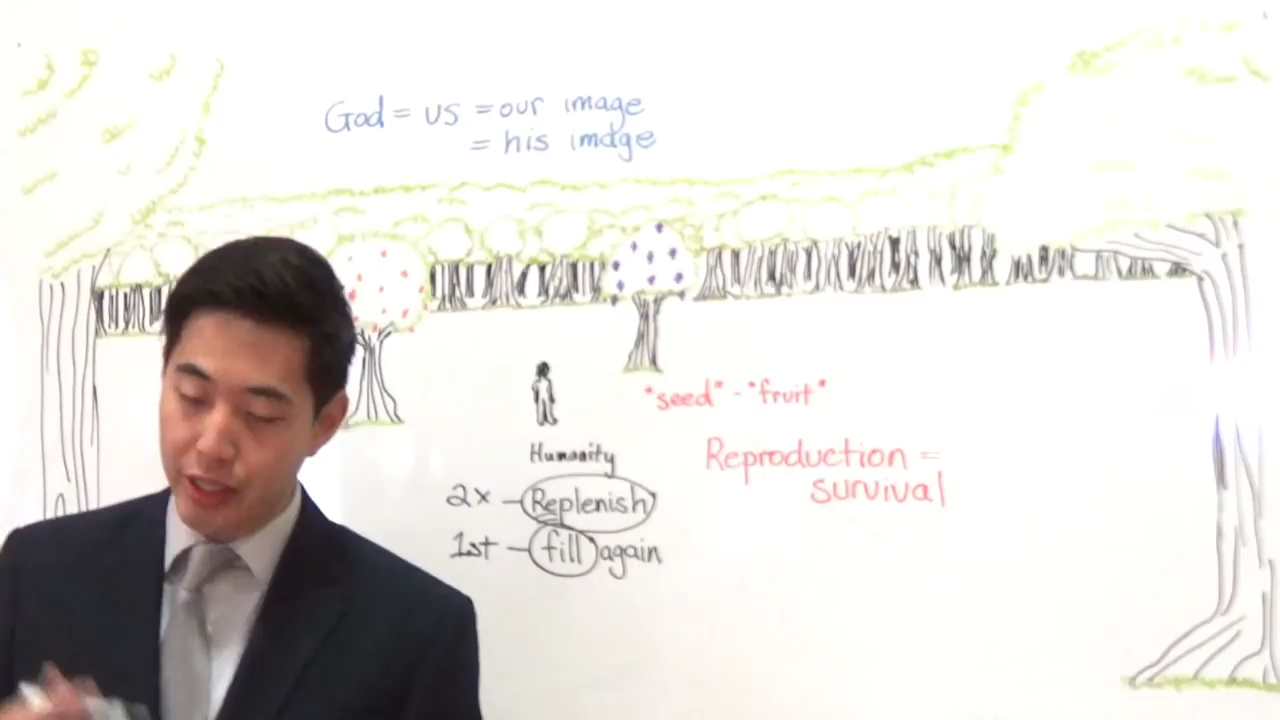 God = us = our image
= his image
"seed" - "fruit"
Humanity
Reproduction =
survival
2x - Replenish
1st - fill again